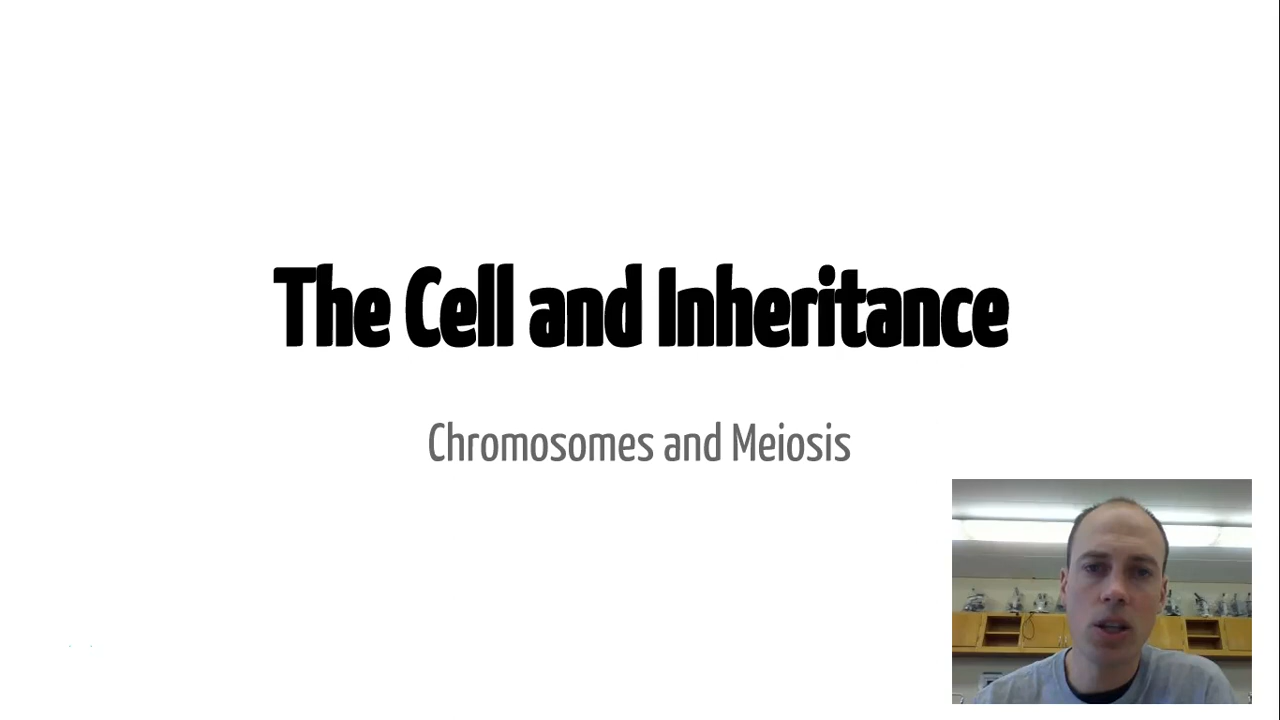 The Cell and Inheritance
Chromosomes and Meiosis